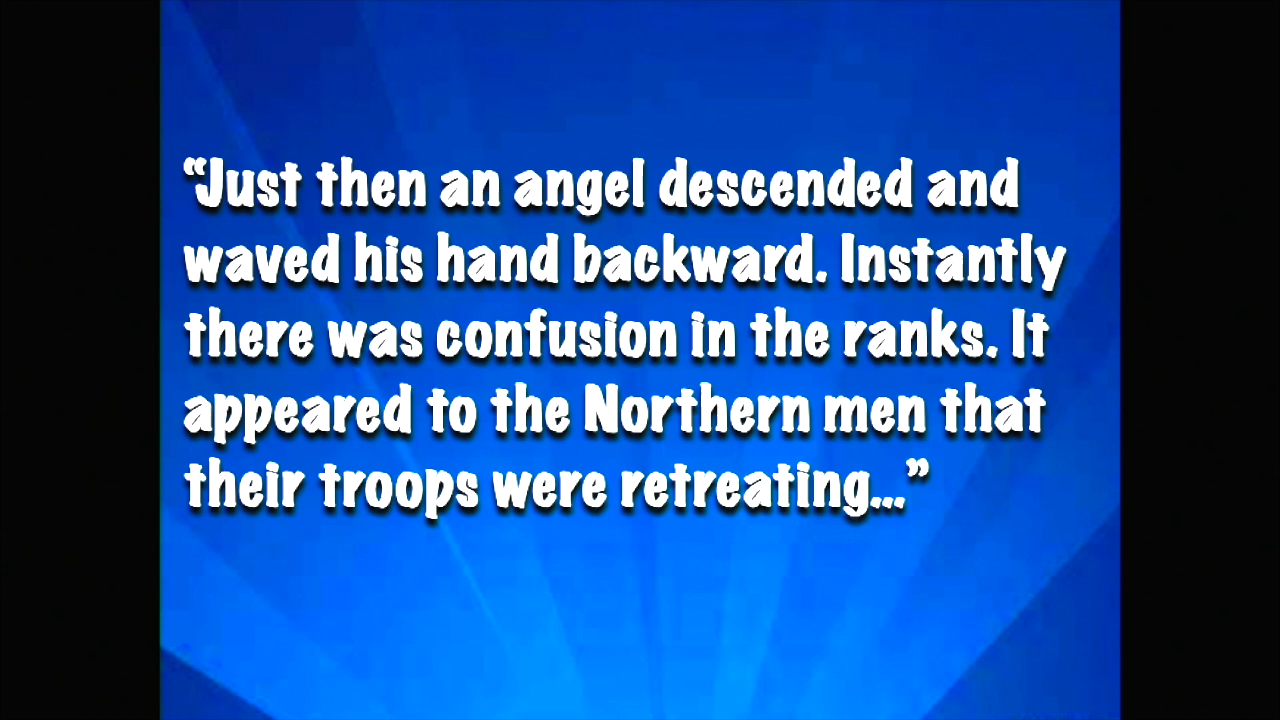 “Just then an angel descended and
waved his hand backward. Instantly
there was confusion in the ranks. It
appeared to the Northern men that
their troops were retreating...”